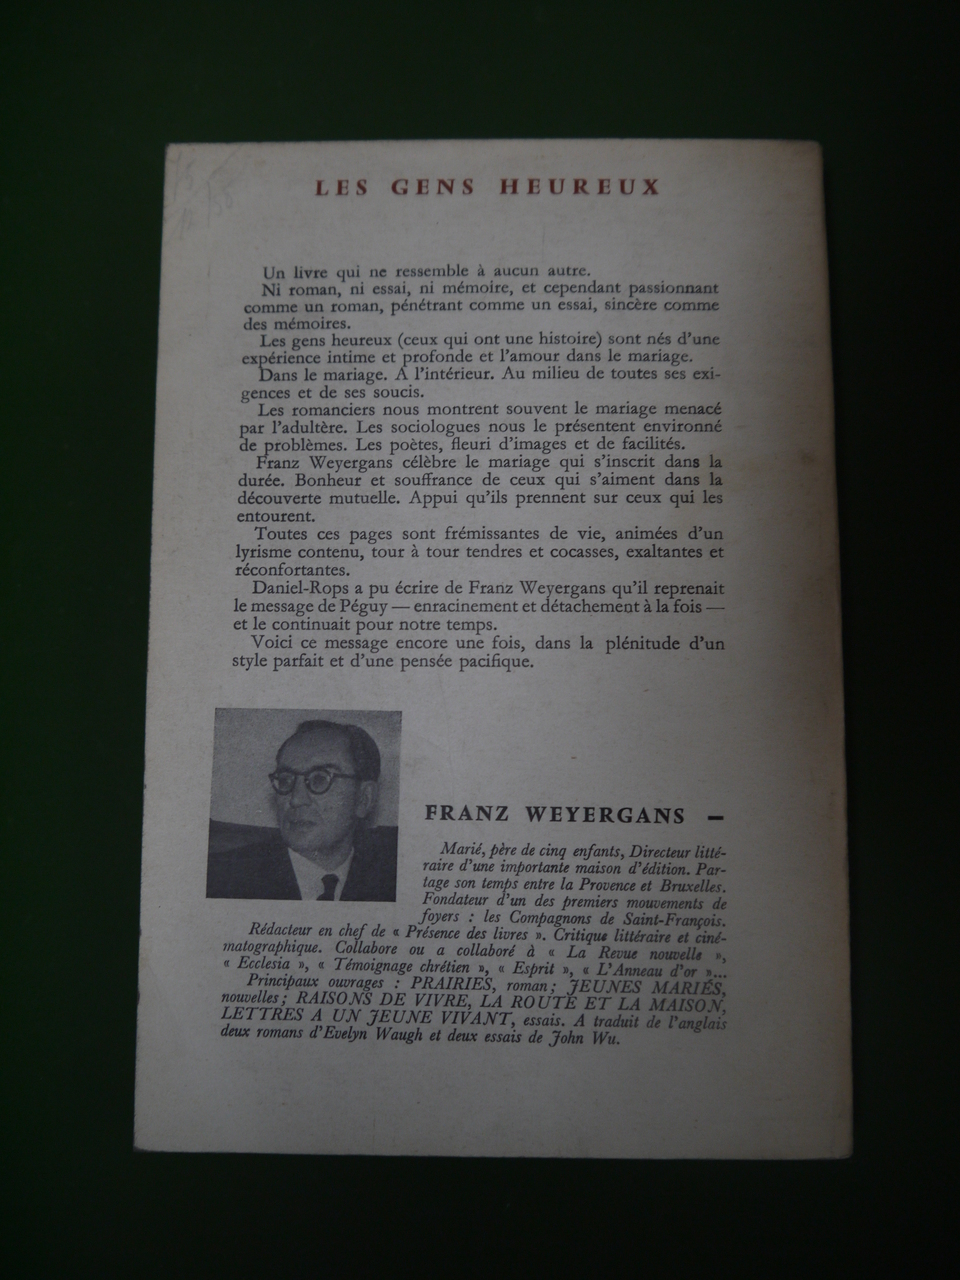 LES GENS HEUREUX
Un livre qui ne ressemble à aucun autre.
Ni roman, ni essai, ni mémoire, et cependant passionnant
comme un roman, pénétrant comme un essai, sincère comme
des mémoires.
Les gens heureux (ceux qui ont une histoire) sont nés d'une
expérience intime et profonde et l'amour dans le mariage.
Dans le mariage. A l'intérieur. Au milieu de toutes ses exi-
gences et de ses soucis.
Les romanciers nous montrent souvent le mariage menacé
par l'adultère. Les sociologues nous le présentent environné
de problèmes. Les poètes, fleuri d'images et de facilités.
Franz Weyergans célèbre le mariage qui s'inscrit dans la
durée. Bonheur et souffrance de ceux qui s'aiment dans la
découverte mutuelle. Appui qu'ils prennent sur ceux qui les
entourent.
Toutes ces pages sont frémissantes de vie, animées d'un
lyrisme contenu, tour à tour tendres et cocasses, exaltantes et
réconfortantes.
Daniel-Rops a pu écrire de Franz Weyergans qu'il reprenait
le message de Péguy — enracinement et détachement à la fois —
et le continuait pour notre temps.
Voici ce message encore une fois, dans la plénitude d'un
style parfait et d'une pensée pacifique.
FRANZ WEYERGANS —
Marié, père de cinq enfants, Directeur litté-
raire d'une importante maison d'édition. Par-
tage son temps entre la Provence et Bruxelles.
Fondateur d'un des premiers mouvements de
foyers : les Compagnons de Saint-François.
Rédacteur en chef de « Présence des livres ». Critique littéraire et ciné-
matographique. Collabore ou a collaboré à « La Revue nouvelle »,
« Ecclesia », « Témoignage chrétien », « Esprit », « L'Anneau d'or »...
Principaux ouvrages : PRAIRIES, roman ; JEUNES MARIÉS,
nouvelles ; RAISONS DE VIVRE, LA ROUTE ET LA MAISON,
LETTRES A UN JEUNE VIVANT, essais. A traduit de l'anglais
deux romans d'Evelyn Waugh et deux essais de John Wu.